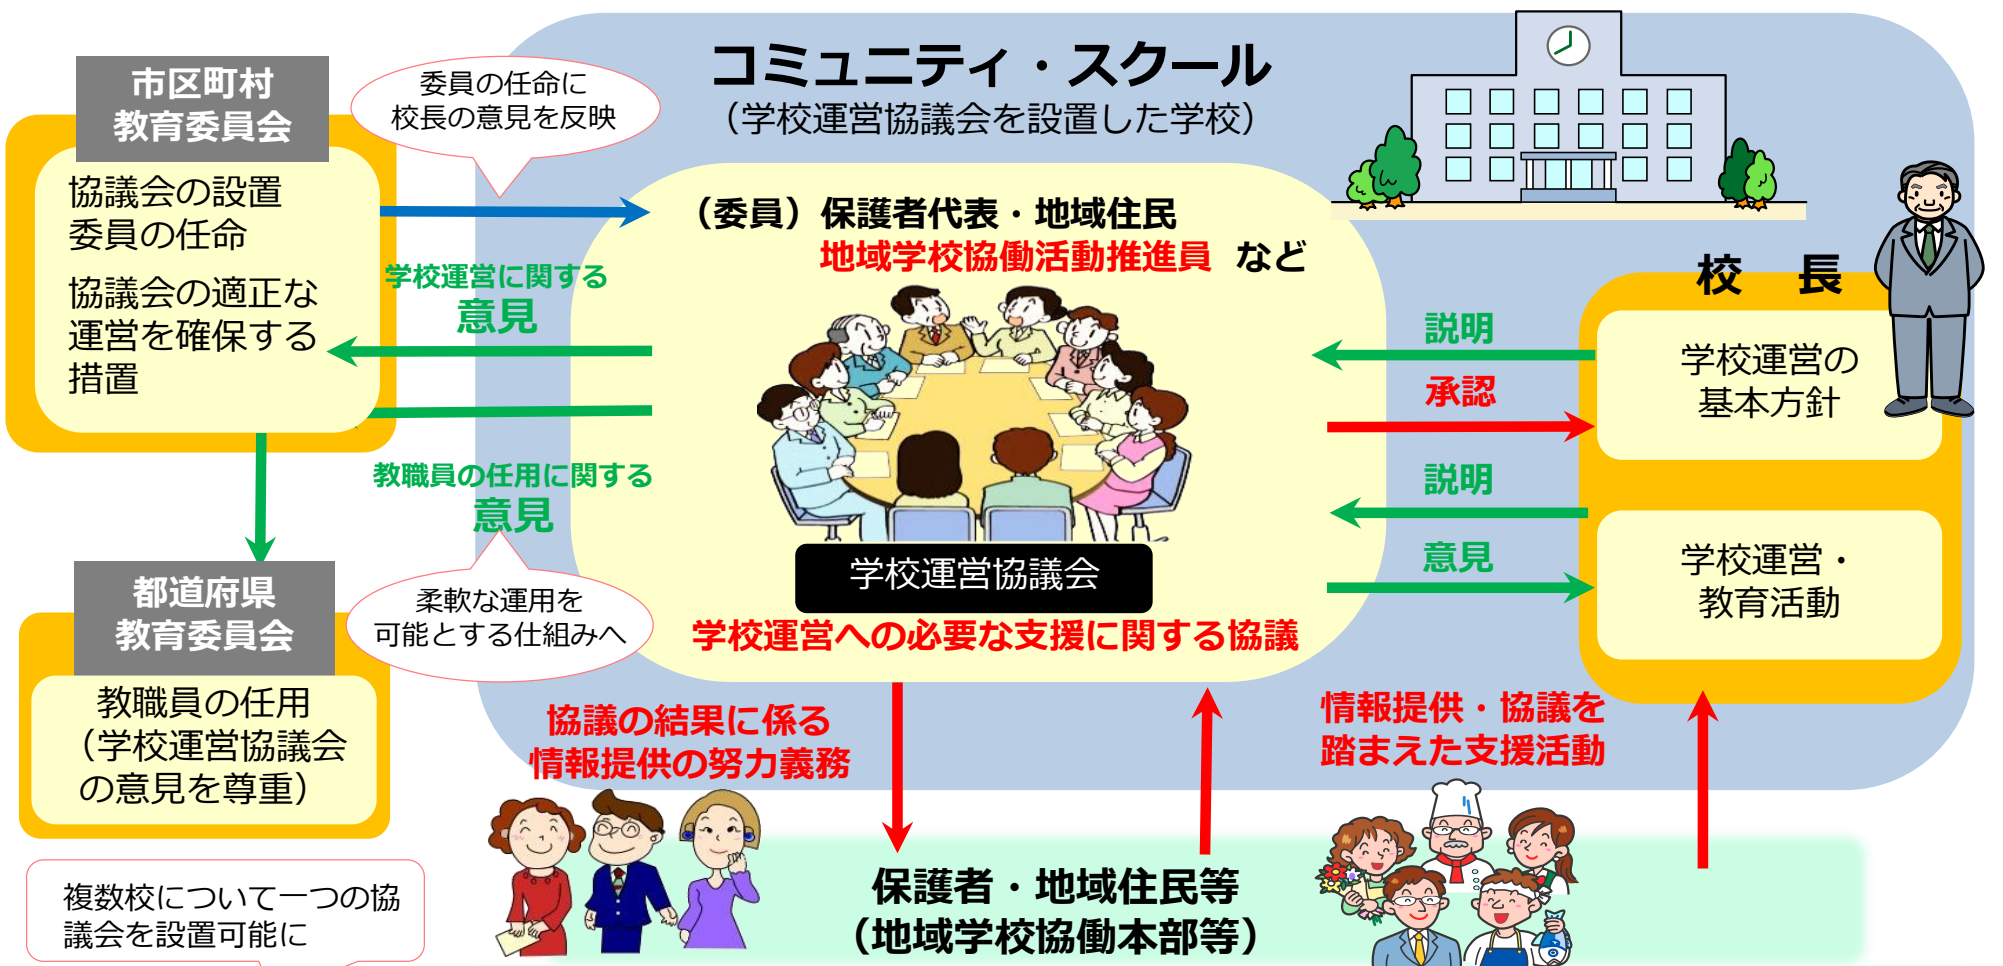 コミュニティ・スクール
（学校運営協議会を設置した学校）
市区町村
教育委員会
協議会の設置
委員の任命
協議会の適正な
運営を確保する
措置
委員の任命に
校長の意見を反映
（委員）保護者代表・地域住民
地域学校協働活動推進員 など
学校運営に関する
意見
教職員の任用に関する
意見
柔軟な運用を
可能とする仕組みへ
学校運営協議会
学校運営への必要な支援に関する協議
校 長
説明
承認
学校運営の
基本方針
説明
意見
学校運営・
教育活動
都道府県
教育委員会
教職員の任用
（学校運営協議会
の意見を尊重）
協議の結果に係る
情報提供の努力義務
情報提供・協議を
踏まえた支援活動
保護者・地域住民等
（地域学校協働本部等）
複数校について一つの協
議会を設置可能に